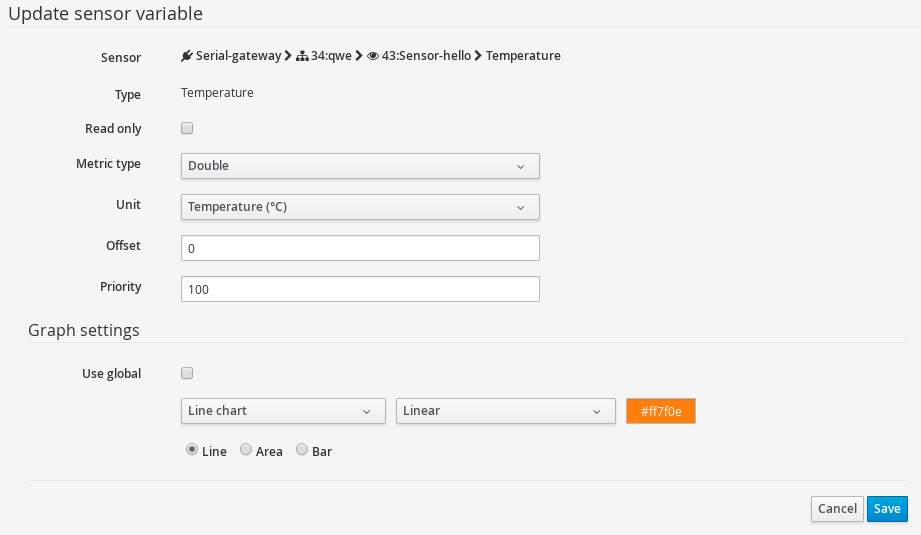 Update sensor variable
Sensor Serial-gateway 34:qwe 43:Sensor-hello Temperature
Type Temperature
Read only
Metric type Double
Unit Temperature (°C)
Offset 0
Priority 100
Graph settings
Use global
Line chart Linear #ff7f0e
Line Area Bar
Cancel Save